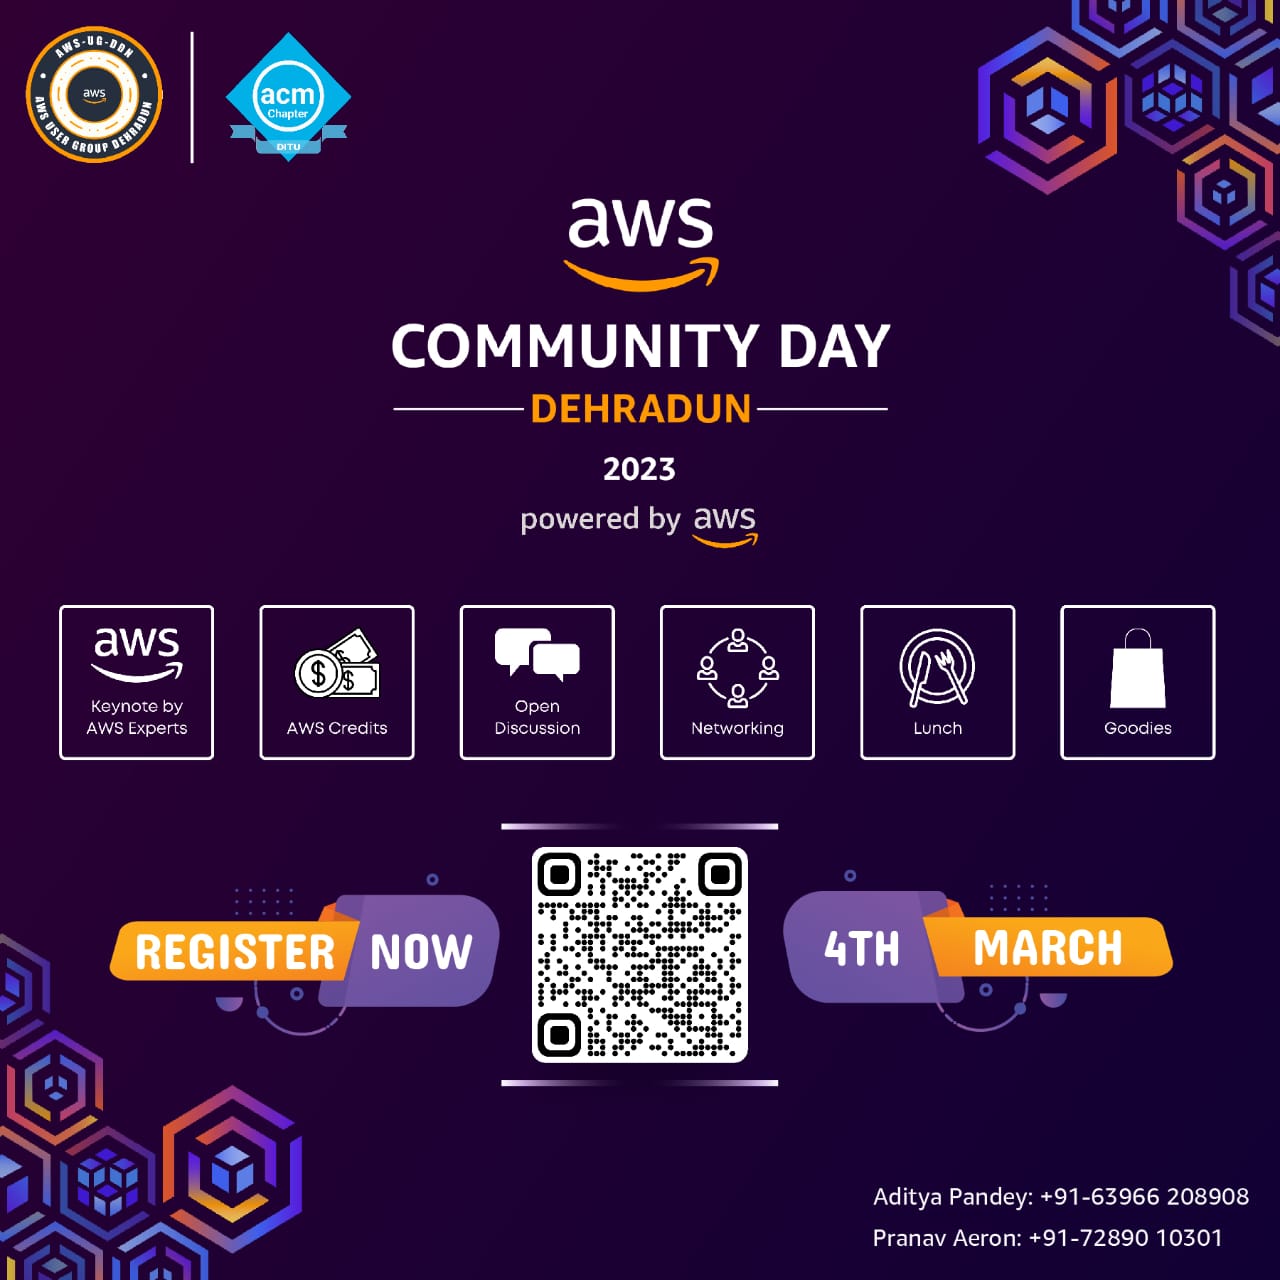 AWS-UG-DDN
aws
AWS USER GROUP DEHRADUN
acm
Chapter
DITU
aws
COMMUNITY DAY
DEHRADUN
2023
powered by aws
aws
Keynote by
AWS Experts
AWS Credits
Open
Discussion
Networking
Lunch
Goodies
REGISTER NOW
4TH MARCH
Aditya Pandey: +91-63966 208908
Pranav Aeron: +91-72890 10301